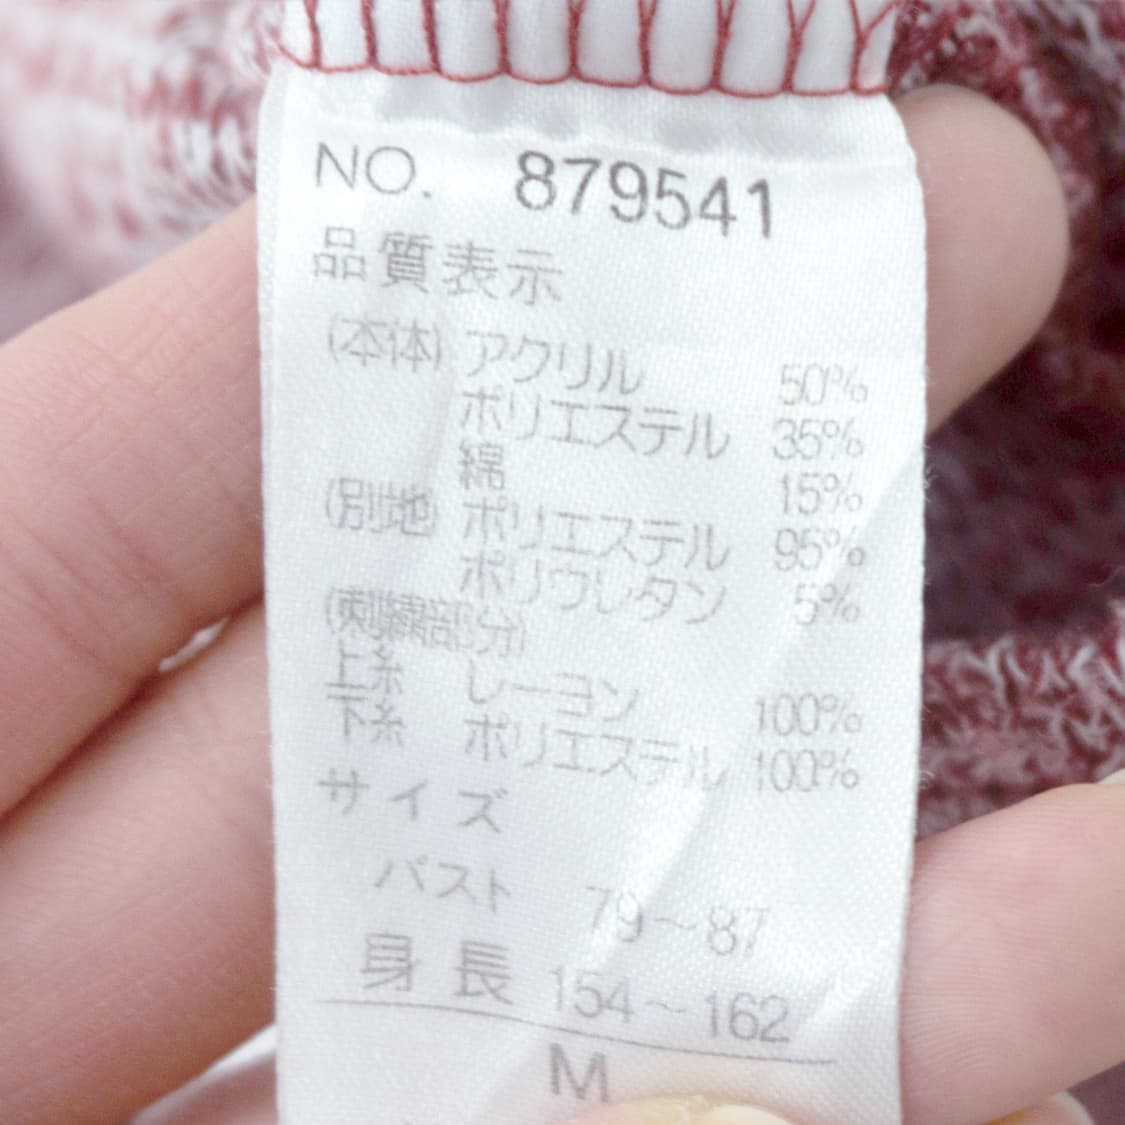 NO. 879541
品質表示
(本体) アクリル 50%
ポリエステル 35%
綿 15%
(別地) ポリエステル 95%
ポリウレタン 5%
(刺繍部分)
上糸 レーヨン 100%
下糸 ポリエステル 100%
サイズ
バスト 79〜87
身長 154〜162
M